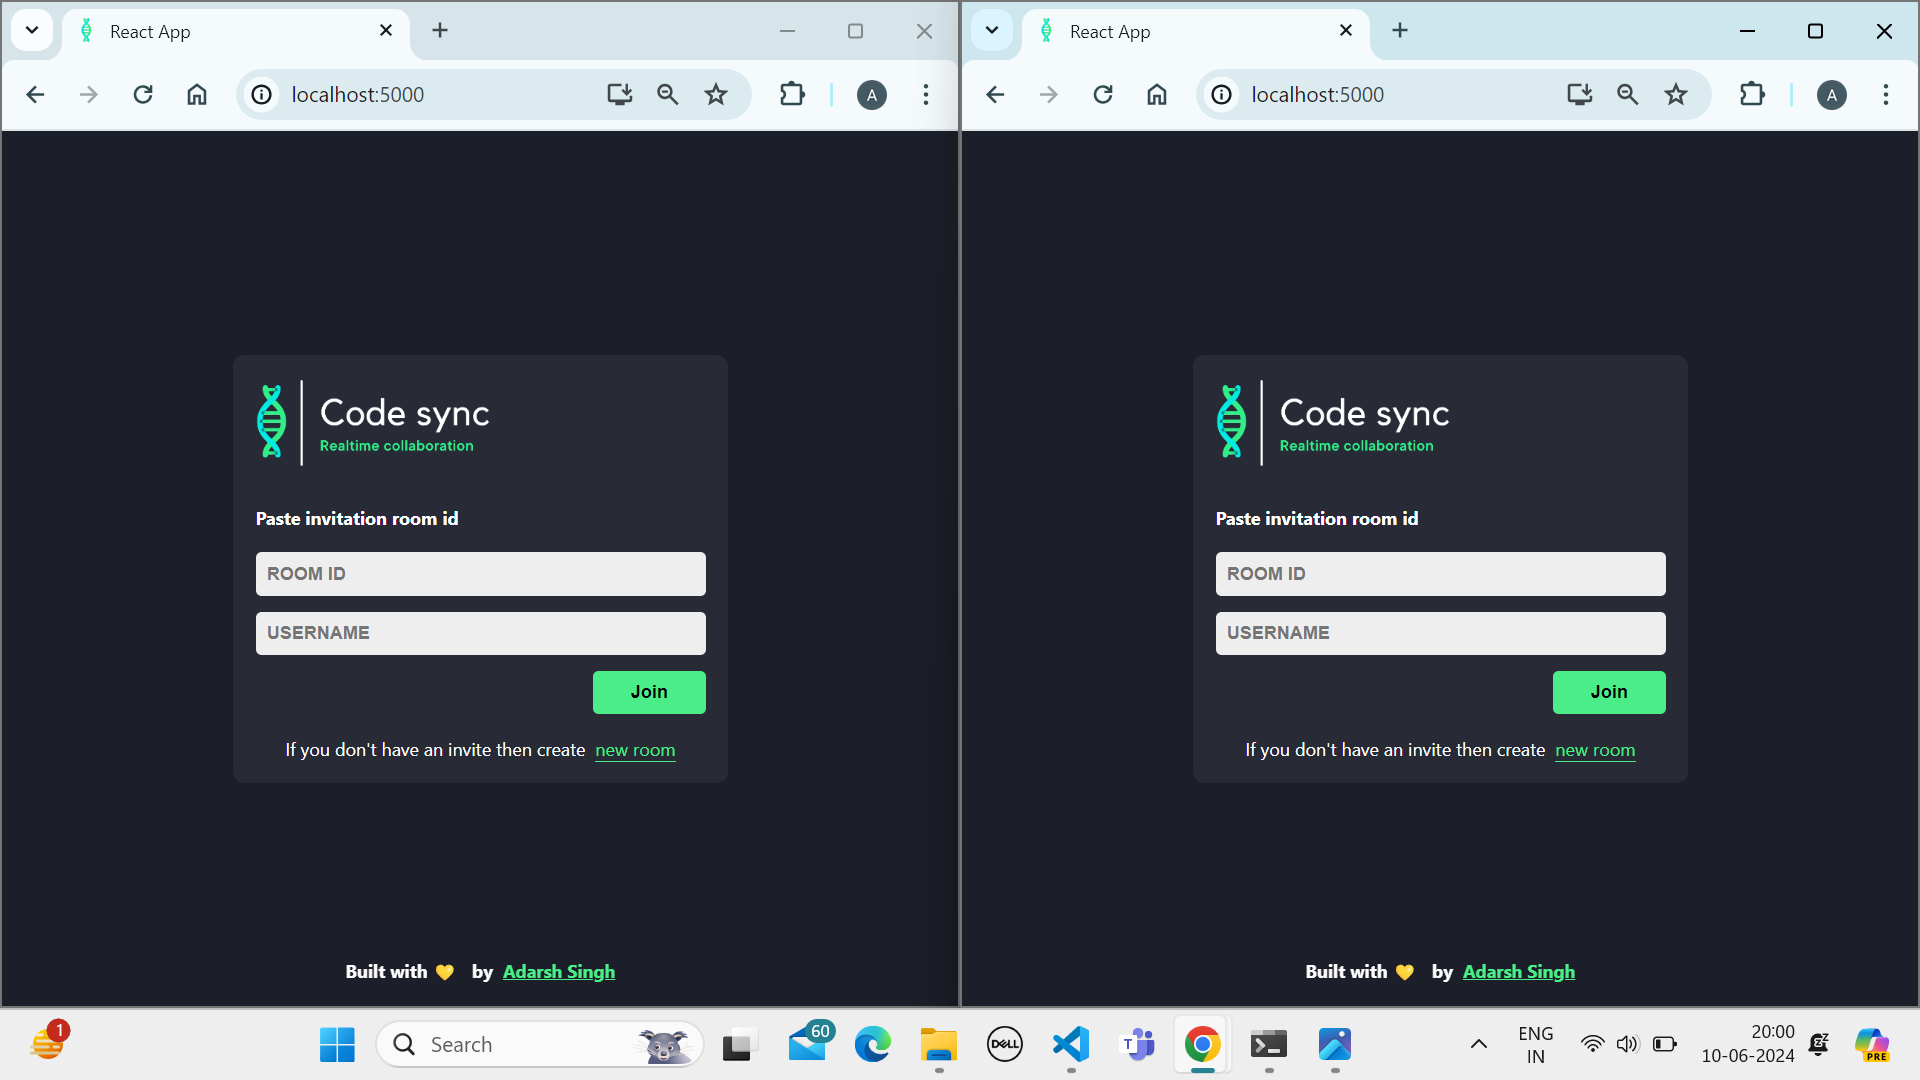 React App
localhost:5000
A
Code sync
Realtime collaboration
Paste invitation room id
ROOM ID
USERNAME
Join
If you don't have an invite then create new room
Built with 💛 by Adarsh Singh
React App
localhost:5000
A
Code sync
Realtime collaboration
Paste invitation room id
ROOM ID
USERNAME
Join
If you don't have an invite then create new room
Built with 💛 by Adarsh Singh
1
Search
60
DELL
T
ENG
IN
20:00
10-06-2024
PRE